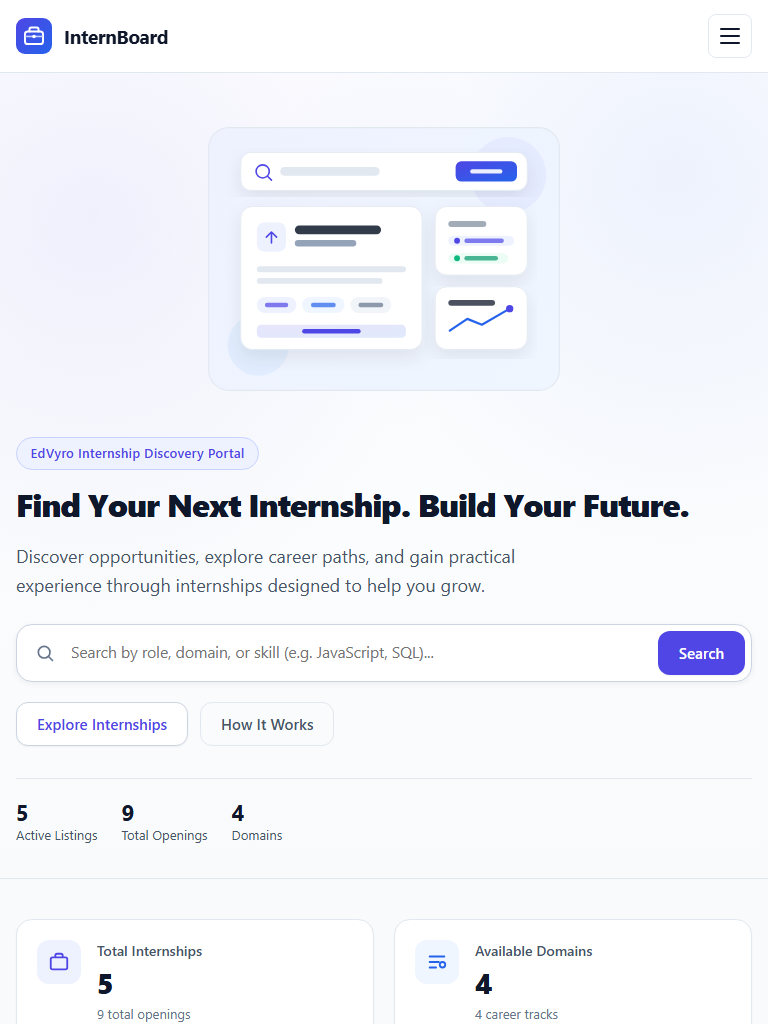 InternBoard
EdVyro Internship Discovery Portal
Find Your Next Internship. Build Your Future.
Discover opportunities, explore career paths, and gain practical
experience through internships designed to help you grow.
Search by role, domain, or skill (e.g. JavaScript, SQL)...
Search
Explore Internships
How It Works
5
Active Listings
9
Total Openings
4
Domains
Total Internships
5
9 total openings
Available Domains
4
4 career tracks